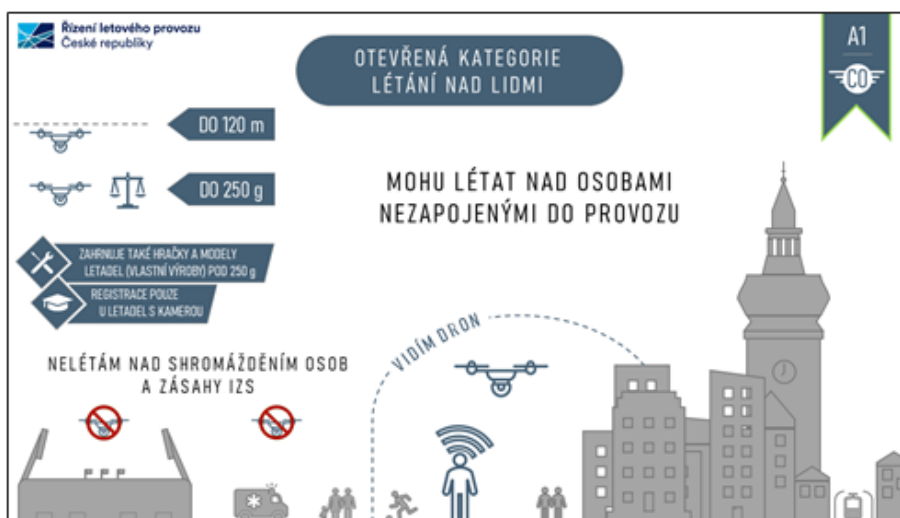 Řízení letového provozu
České republiky
OTEVŘENÁ KATEGORIE
LÉTÁNÍ NAD LIDMI
A1
C0
DO 120 m
DO 250 g
MOHU LÉTAT NAD OSOBAMI
NEZAPOJENÝMI DO PROVOZU
ZAHRNUJE TAKÉ HRAČKY A MODELY
LETADEL (VLASTNÍ VÝROBY) POD 250 g
REGISTRACE POUZE
U LETADEL S KAMEROU
VIDÍM DRON
NELÉTÁM NAD SHROMÁŽDĚNÍM OSOB
A ZÁSAHY IZS